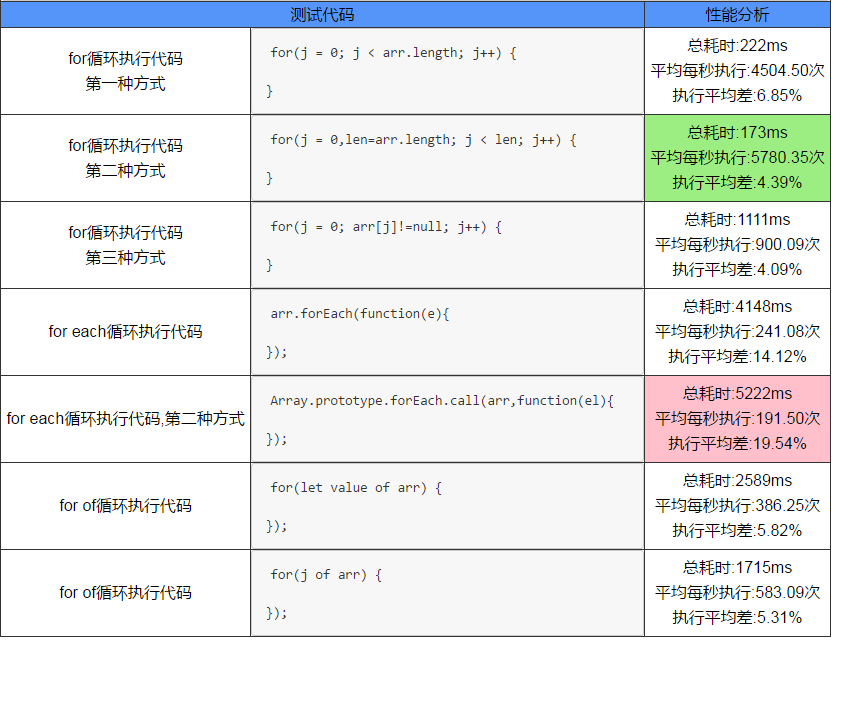 测试代码 性能分析
for循环执行代码
第一种方式
for(j = 0; j < arr.length; j++) {
}
总耗时:222ms
平均每秒执行:4504.50次
执行平均差:6.85%
for循环执行代码
第二种方式
for(j = 0,len=arr.length; j < len; j++) {
}
总耗时:173ms
平均每秒执行:5780.35次
执行平均差:4.39%
for循环执行代码
第三种方式
for(j = 0; arr[j]!=null; j++) {
}
总耗时:1111ms
平均每秒执行:900.09次
执行平均差:4.09%
for each循环执行代码
arr.forEach(function(e){
});
总耗时:4148ms
平均每秒执行:241.08次
执行平均差:14.12%
for each循环执行代码,第二种方式
Array.prototype.forEach.call(arr,function(el){
});
总耗时:5222ms
平均每秒执行:191.50次
执行平均差:19.54%
for of循环执行代码
for(let value of arr) {
});
总耗时:2589ms
平均每秒执行:386.25次
执行平均差:5.82%
for of循环执行代码
for(j of arr) {
});
总耗时:1715ms
平均每秒执行:583.09次
执行平均差:5.31%